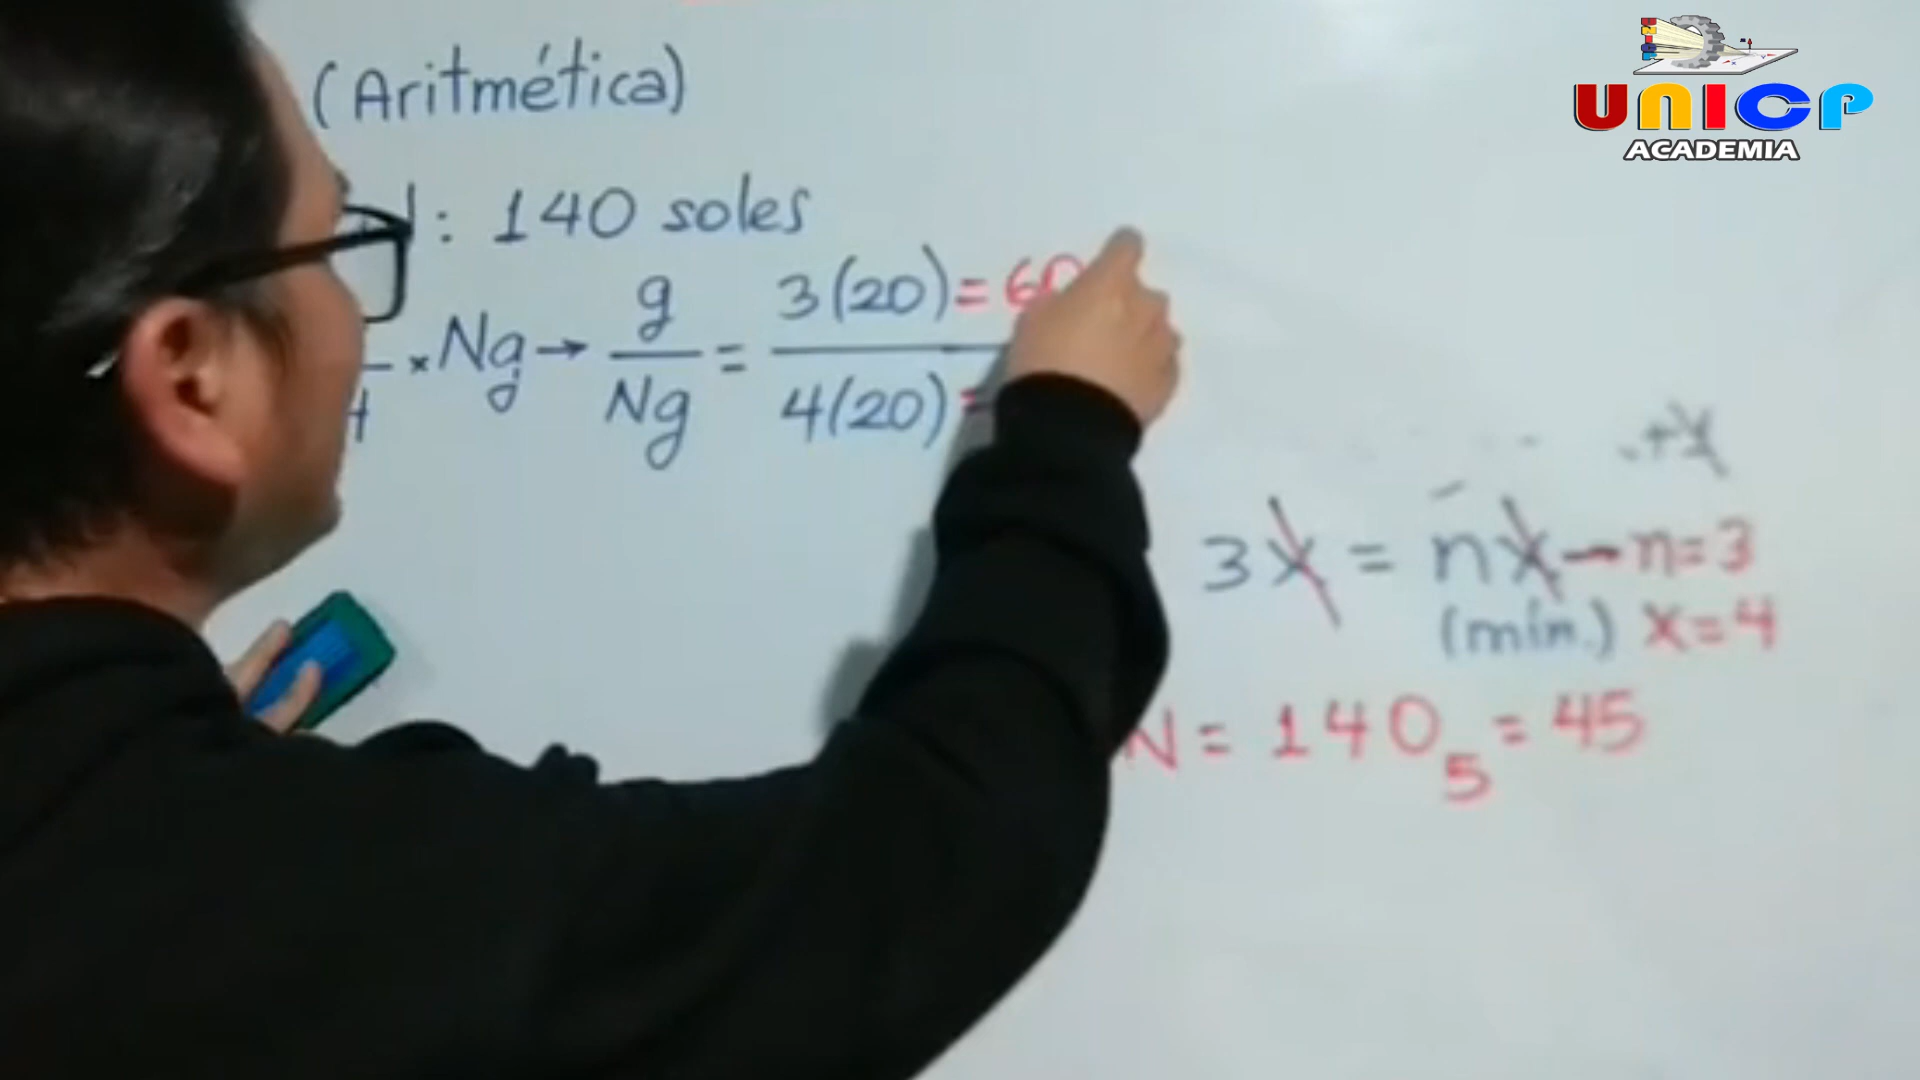 UNICP
ACADEMIA
(Aritmética)
: 140 soles
× Ng → g/Ng = 3(20) = 60 / 4(20) =
3x = nx → n = 3
(mín.) x = 4
N = 140₅ = 45